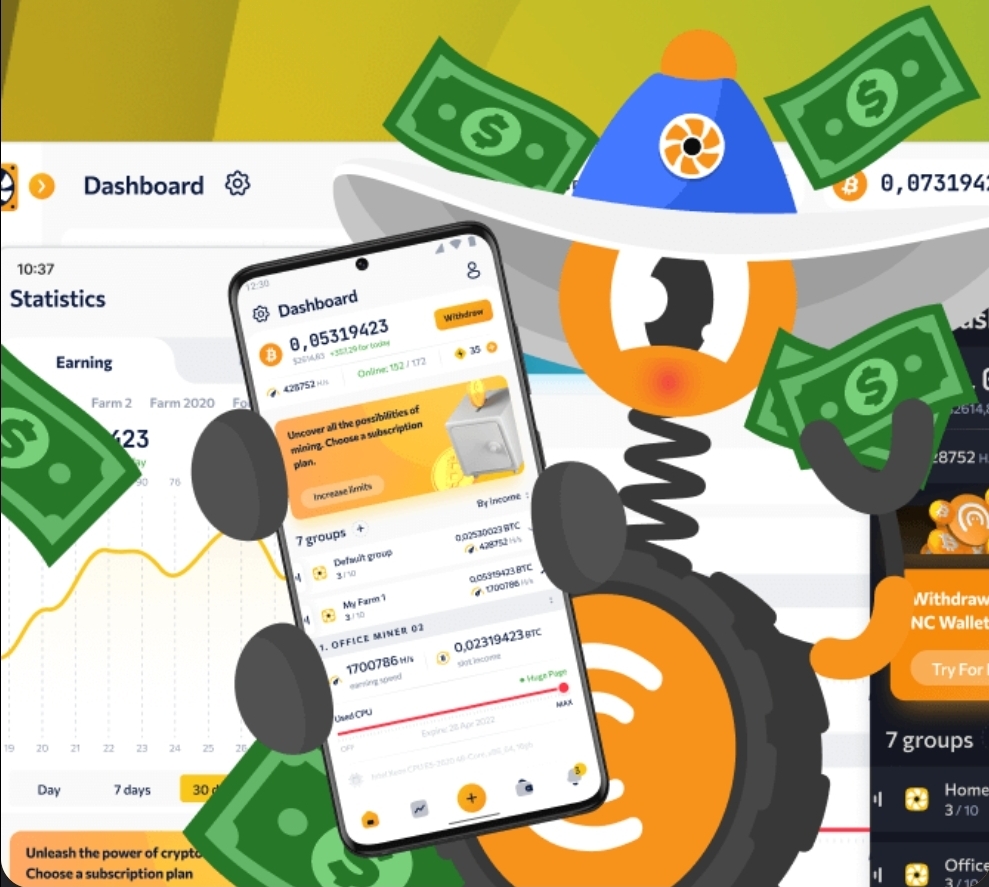 Dashboard
0,0731942
10:37
Statistics
Earning
Farm 2 Farm 2020
423
90 76
19 20 21 22 23 24 25 26
Day 7 days 30 d
Unleash the power of crypto
Choose a subscription plan
12:30
Dashboard
0,05319423
$2614,83 +357,29 for today
Withdraw
428752 H/s
Online: 152 / 172
35
Uncover all the possibilities of
mining. Choose a subscription
plan.
Increase limits
7 groups +
By Income
Default group
3 / 10
0,02530023 BTC
428752 H/s
My Farm 1
3 / 10
0,05319423 BTC
1700786 H/s
1. OFFICE MINER 02
1700786 H/s
earning speed
0,02319423 BTC
slot income
Used CPU
Huge Page
OFF
MAX
Expire: 28 Apr 2022
3
$2614,8
28752 H
Withdraw
NC Wallet
Try For
7 groups
Home
3 / 10
Office
3 / 10